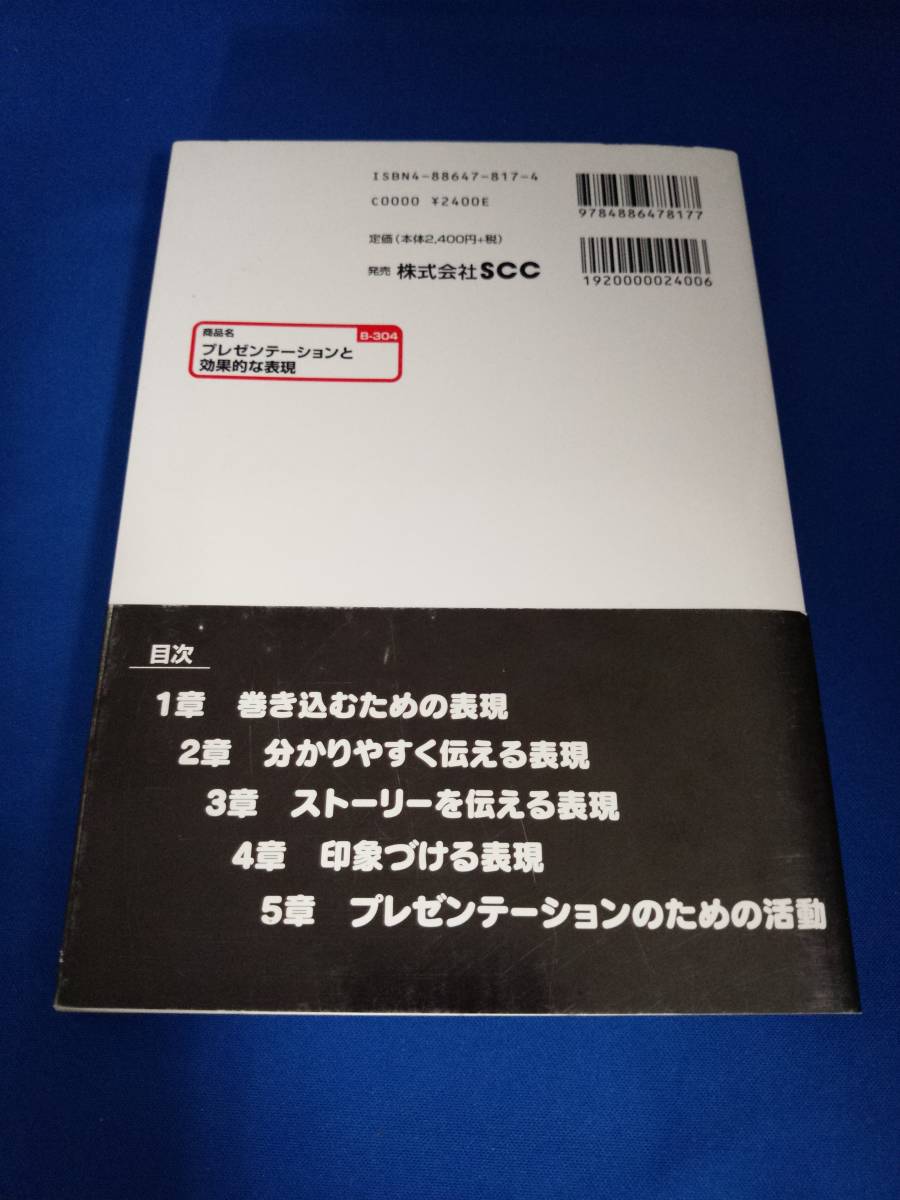 ISBN4-88647-817-4
C0000 ¥2400E
定価(本体2,400円+税)
発売 株式会社SCC
9784886478177
1920000024006
商品名 B-304
プレゼンテーションと
効果的な表現
目次
1章 巻き込むための表現
2章 分かりやすく伝える表現
3章 ストーリーを伝える表現
4章 印象づける表現
5章 プレゼンテーションのための活動